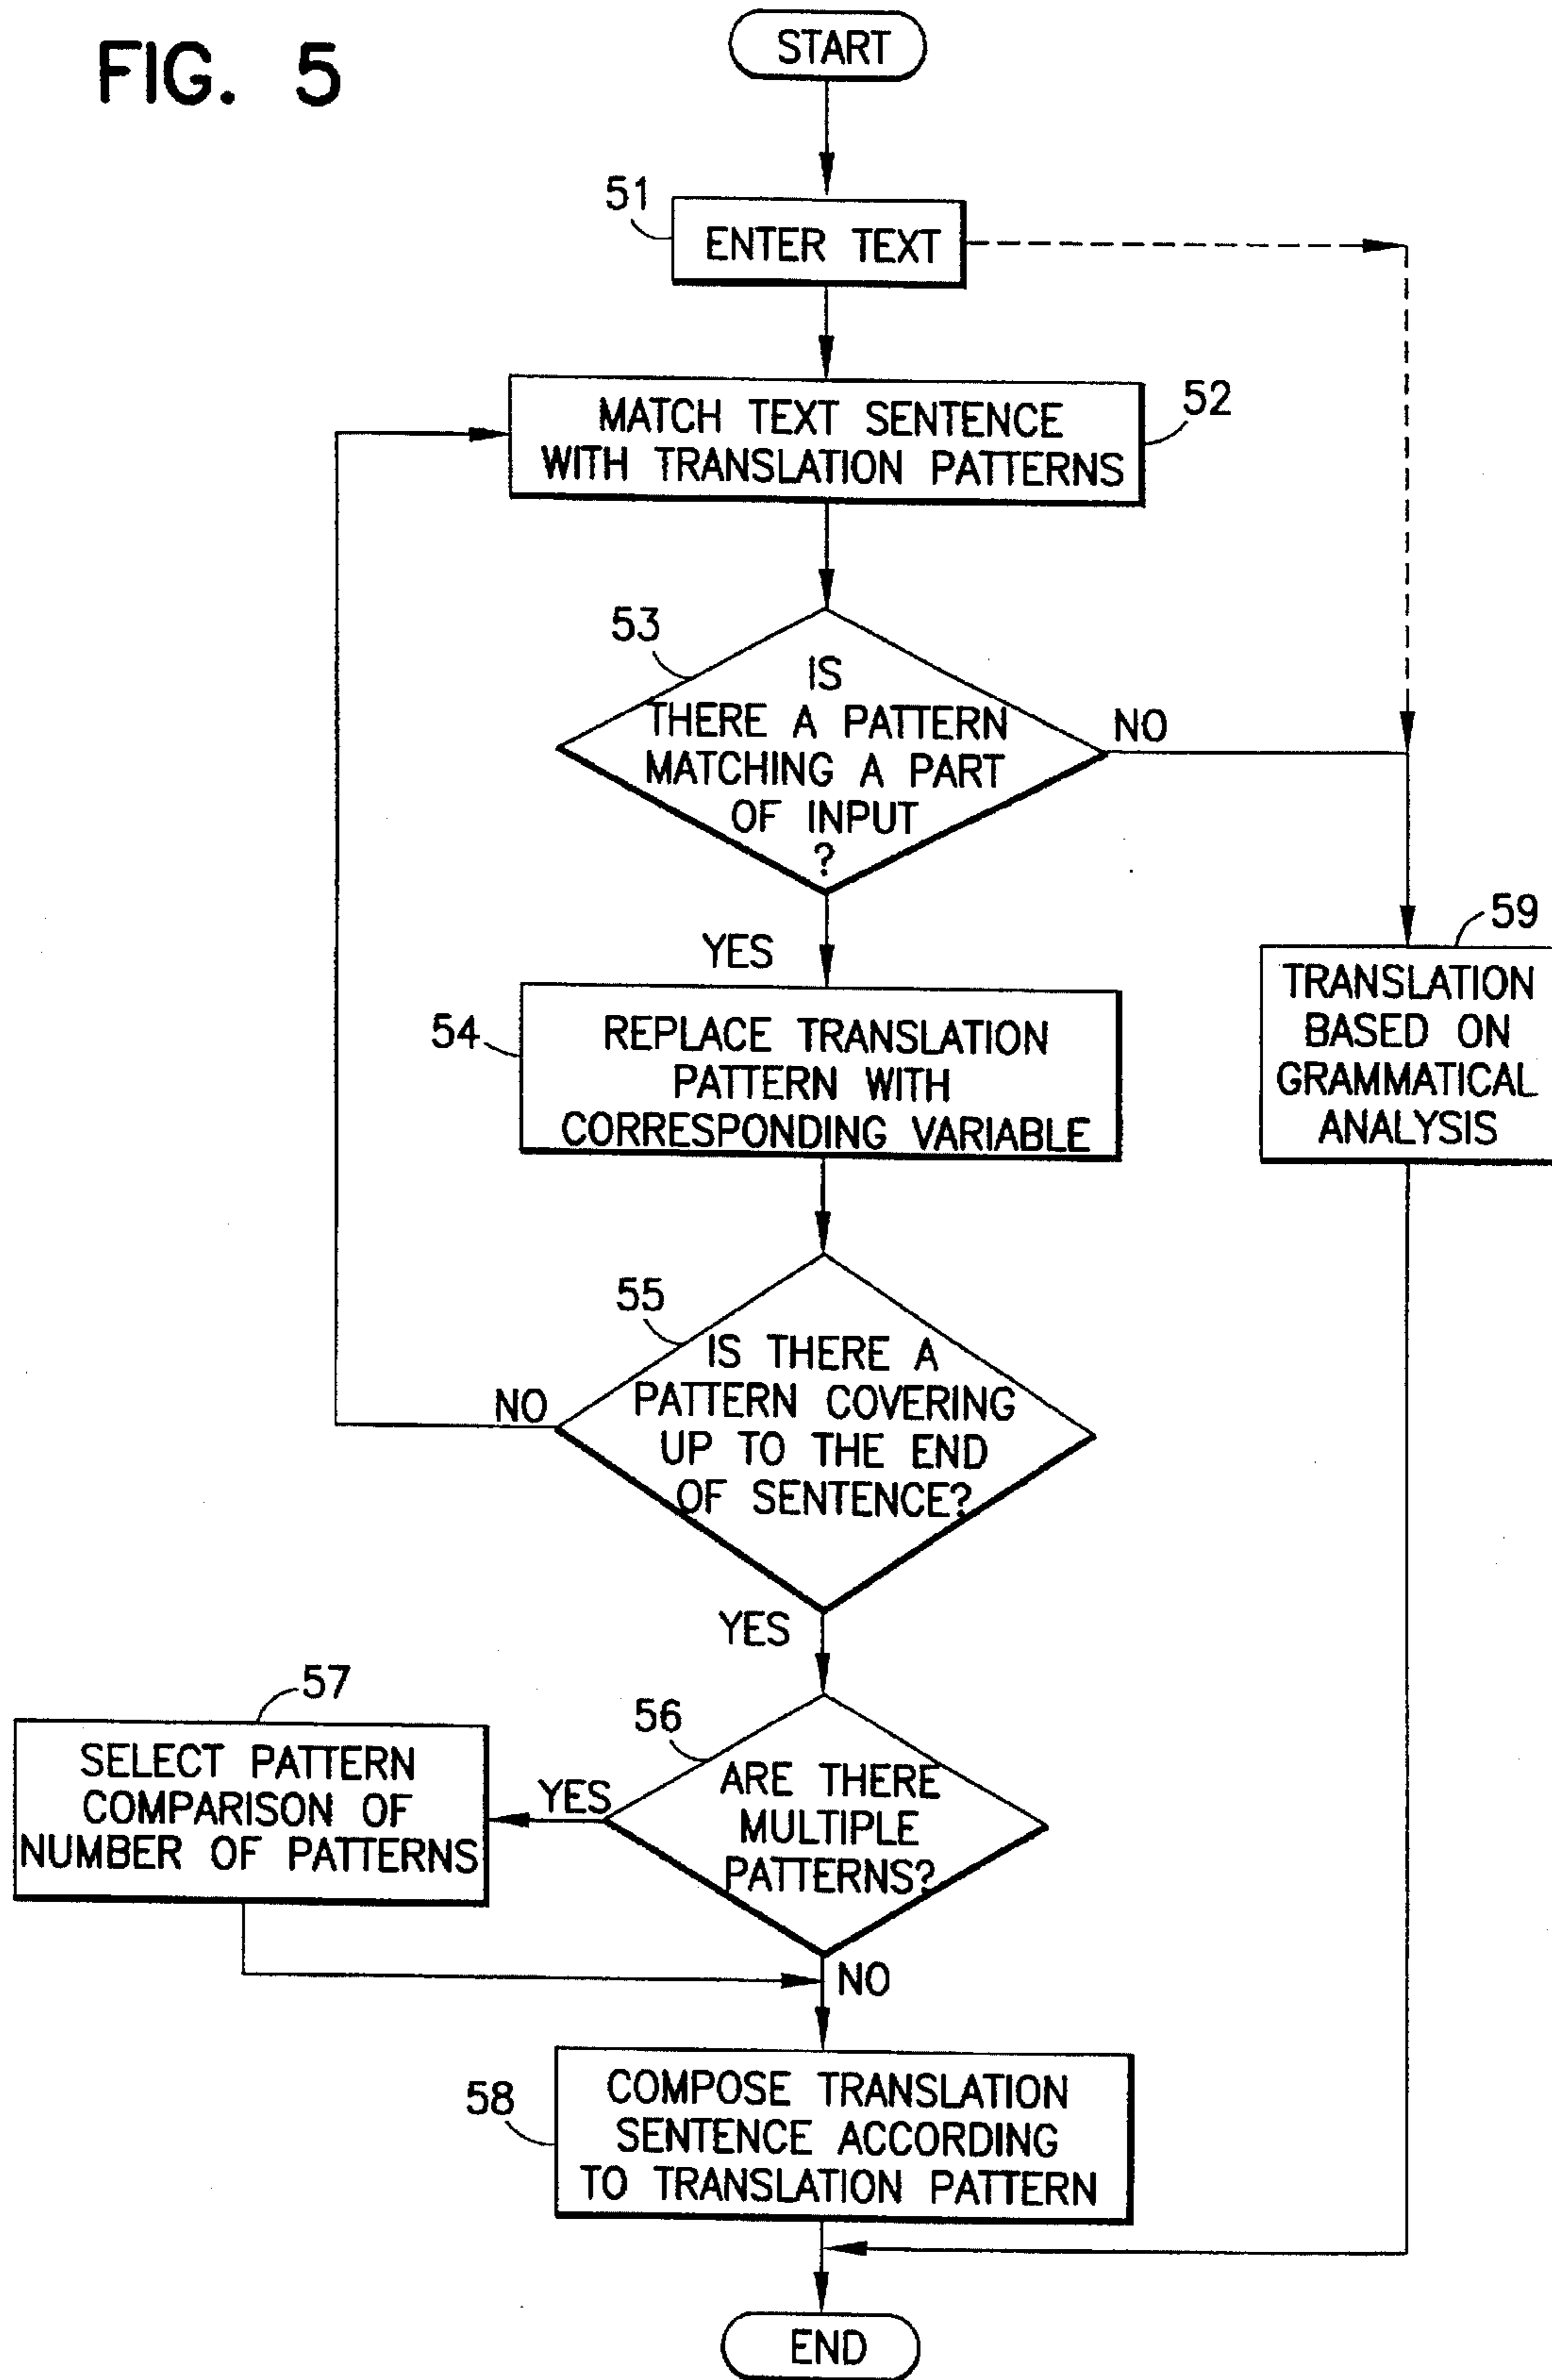 FIG. 5
START
51
ENTER TEXT
MATCH TEXT SENTENCE
WITH TRANSLATION PATTERNS
52
53
IS
THERE A PATTERN
MATCHING A PART
OF INPUT
?
NO
YES
54
REPLACE TRANSLATION
PATTERN WITH
CORRESPONDING VARIABLE
59
TRANSLATION
BASED ON
GRAMMATICAL
ANALYSIS
55
IS THERE A
PATTERN COVERING
UP TO THE END
OF SENTENCE?
NO
YES
57
SELECT PATTERN
COMPARISON OF
NUMBER OF PATTERNS
56
ARE THERE
MULTIPLE
PATTERNS?
YES
NO
58
COMPOSE TRANSLATION
SENTENCE ACCORDING
TO TRANSLATION PATTERN
END